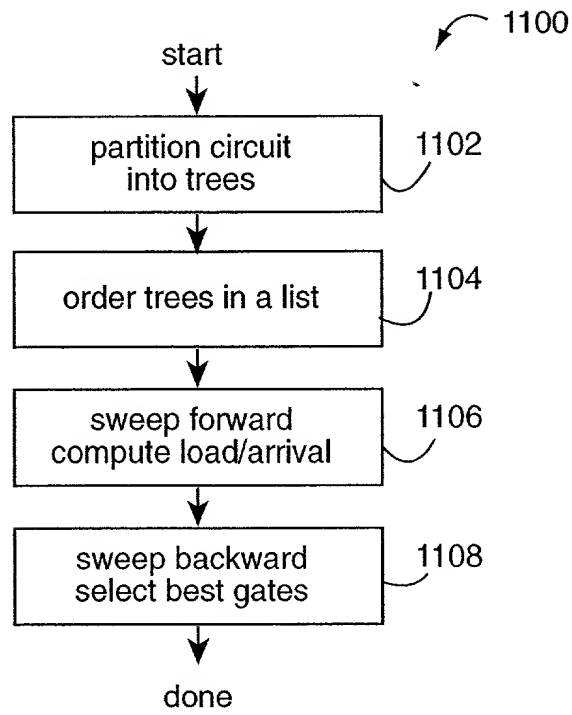 1100
start
partition circuit
into trees
1102
order trees in a list
1104
sweep forward
compute load/arrival
1106
sweep backward
select best gates
1108
done